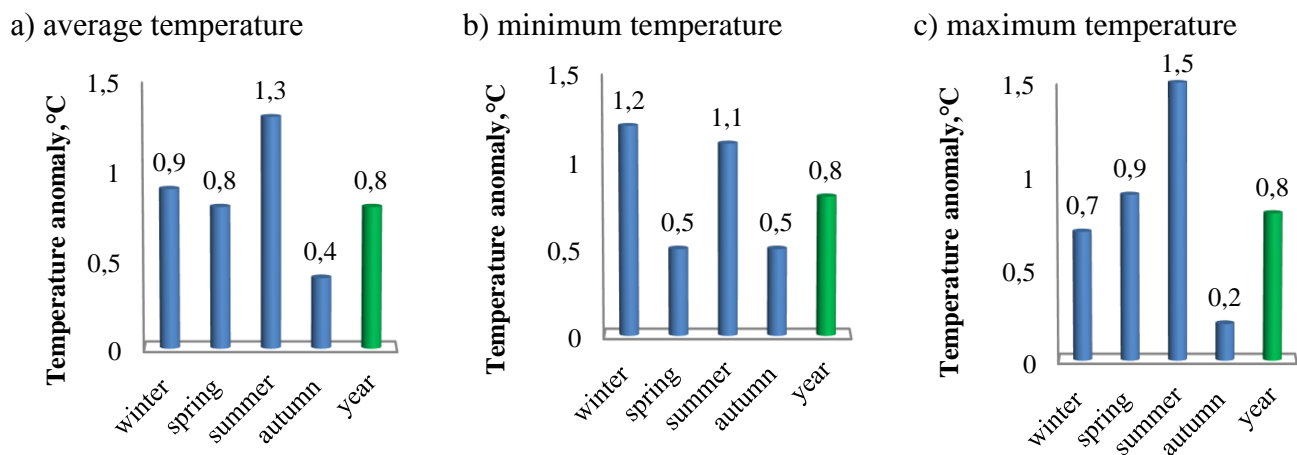 a) average temperature
Temperature anomaly,°C
1,5
1
0,5
0
0,9
0,8
1,3
0,4
0,8
winter
spring
summer
autumn
year
b) minimum temperature
Temperature anomaly,°C
1,5
1
0,5
0
1,2
0,5
1,1
0,5
0,8
winter
spring
summer
autumn
year
c) maximum temperature
Temperature anomaly,°C
1,5
1
0,5
0
0,7
0,9
1,5
0,2
0,8
winter
spring
summer
autumn
year